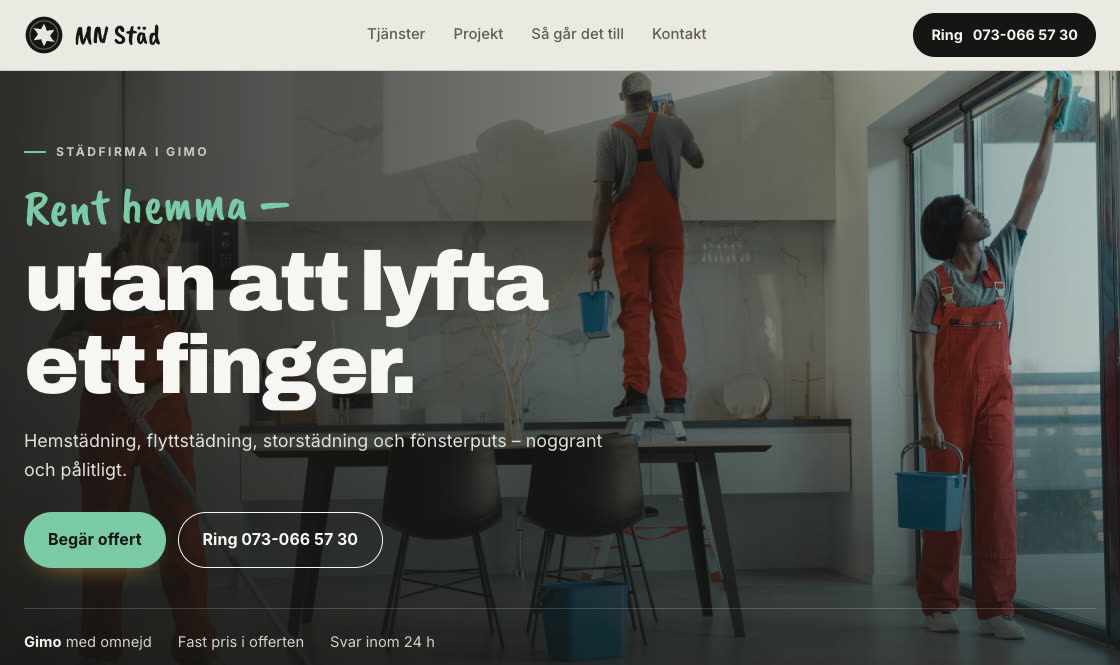 MN Städ
Tjänster
Projekt
Så går det till
Kontakt
Ring 073-066 57 30
STÄDFIRMA I GIMO
Rent hemma –
utan att lyfta
ett finger.
Hemstädning, flyttstädning, storstädning och fönsterputs – noggrant
och pålitligt.
Begär offert
Ring 073-066 57 30
Gimo med omnejd
Fast pris i offerten
Svar inom 24 h